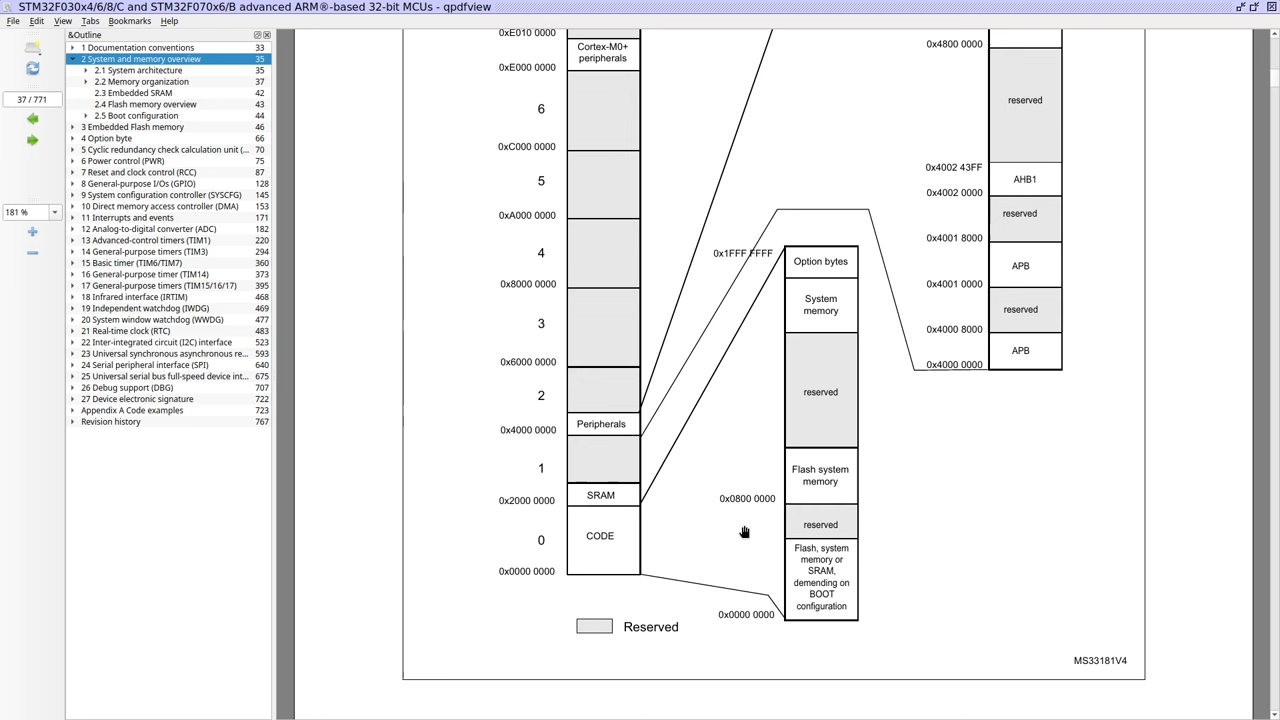 STM32F030x4/6/8/C and STM32F070x6/B advanced ARM®-based 32-bit MCUs - qpdfview
File Edit View Tabs Bookmarks Help
&Outline
37 / 771
181 %
1 Documentation conventions 33
2 System and memory overview 35
2.1 System architecture 35
2.2 Memory organization 37
2.3 Embedded SRAM 42
2.4 Flash memory overview 43
2.5 Boot configuration 44
3 Embedded Flash memory 46
4 Option byte 66
5 Cyclic redundancy check calculation unit (... 70
6 Power control (PWR) 75
7 Reset and clock control (RCC) 87
8 General-purpose I/Os (GPIO) 128
9 System configuration controller (SYSCFG) 145
10 Direct memory access controller (DMA) 153
11 Interrupts and events 171
12 Analog-to-digital converter (ADC) 180
13 Advanced-control timers (TIM1) 220
14 General-purpose timers (TIM3) 294
15 Basic timer (TIM6/TIM7) 360
16 General-purpose timer (TIM14) 373
17 General-purpose timers (TIM15/16/17) 395
18 Infrared interface (IRTIM) 468
19 Independent watchdog (IWDG) 469
20 System window watchdog (WWDG) 477
21 Real-time clock (RTC) 483
22 Inter-integrated circuit (I2C) interface 523
23 Universal synchronous asynchronous re... 593
24 Serial peripheral interface (SPI) 640
25 Universal serial bus full-speed device int... 675
26 Debug support (DBG) 707
27 Device electronic signature 722
Appendix A Code examples 723
Revision history 767
0xE010 0000
Cortex-M0+
peripherals
0xE000 0000
6
0xC000 0000
5
0xA000 0000
4
0x8000 0000
3
0x6000 0000
2
Peripherals
0x4000 0000
1
SRAM
0x2000 0000
CODE
0
0x0000 0000
Reserved
0x1FFF FFFF
Option bytes
System
memory
reserved
Flash system
memory
0x0800 0000
reserved
Flash, system
memory or
SRAM,
demending on
BOOT
configuration
0x0000 0000
0x4800 0000
reserved
0x4002 43FF
AHB1
0x4002 0000
reserved
0x4001 8000
APB
0x4001 0000
reserved
0x4000 8000
APB
0x4000 0000
MS33181V4